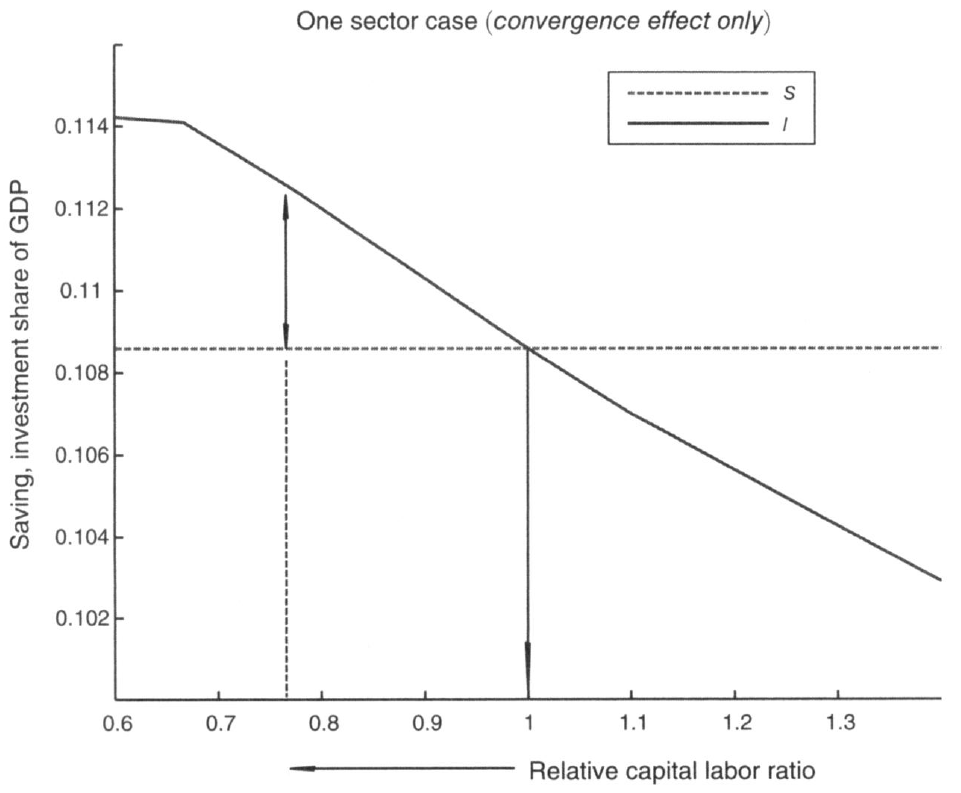 One sector case (convergence effect only)
S
I
Saving, investment share of GDP
0.114
0.112
0.11
0.108
0.106
0.104
0.102
0.6 0.7 0.8 0.9 1 1.1 1.2 1.3
Relative capital labor ratio